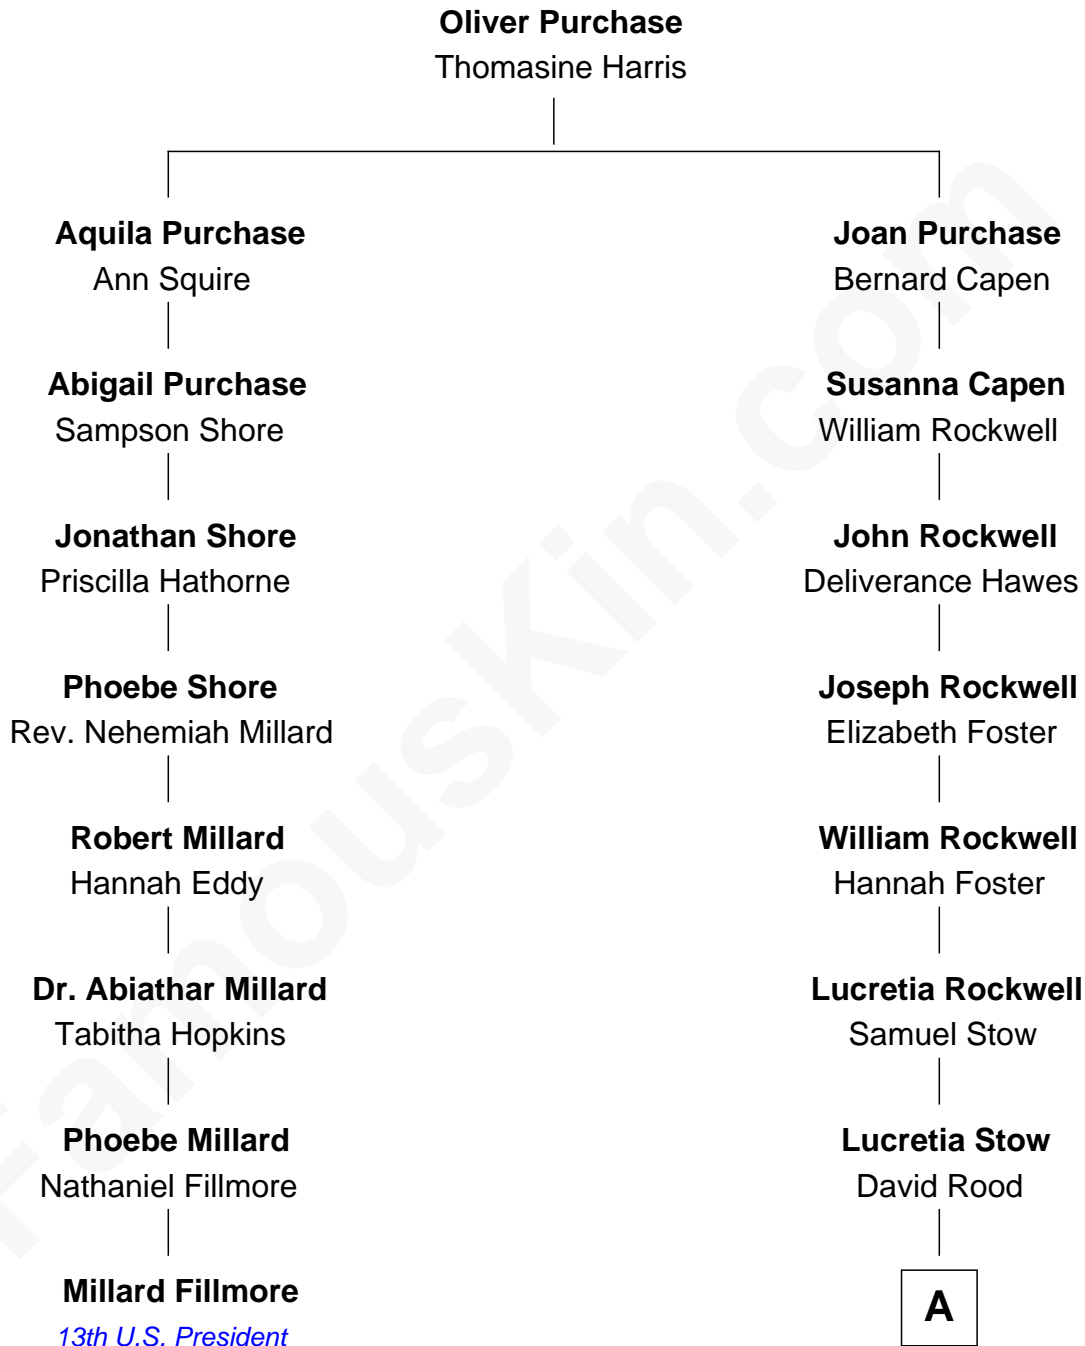 Oliver Purchase
Thomasine Harris
Aquila Purchase
Ann Squire
Joan Purchase
Bernard Capen
Abigail Purchase
Sampson Shore
Susanna Capen
William Rockwell
Jonathan Shore
Priscilla Hathorne
John Rockwell
Deliverance Hawes
Phoebe Shore
Rev. Nehemiah Millard
Joseph Rockwell
Elizabeth Foster
Robert Millard
Hannah Eddy
William Rockwell
Hannah Foster
Dr. Abiathar Millard
Tabitha Hopkins
Lucretia Rockwell
Samuel Stow
Phoebe Millard
Nathaniel Fillmore
Lucretia Stow
David Rood
Millard Fillmore
13th U.S. President
A
FamousKin.com